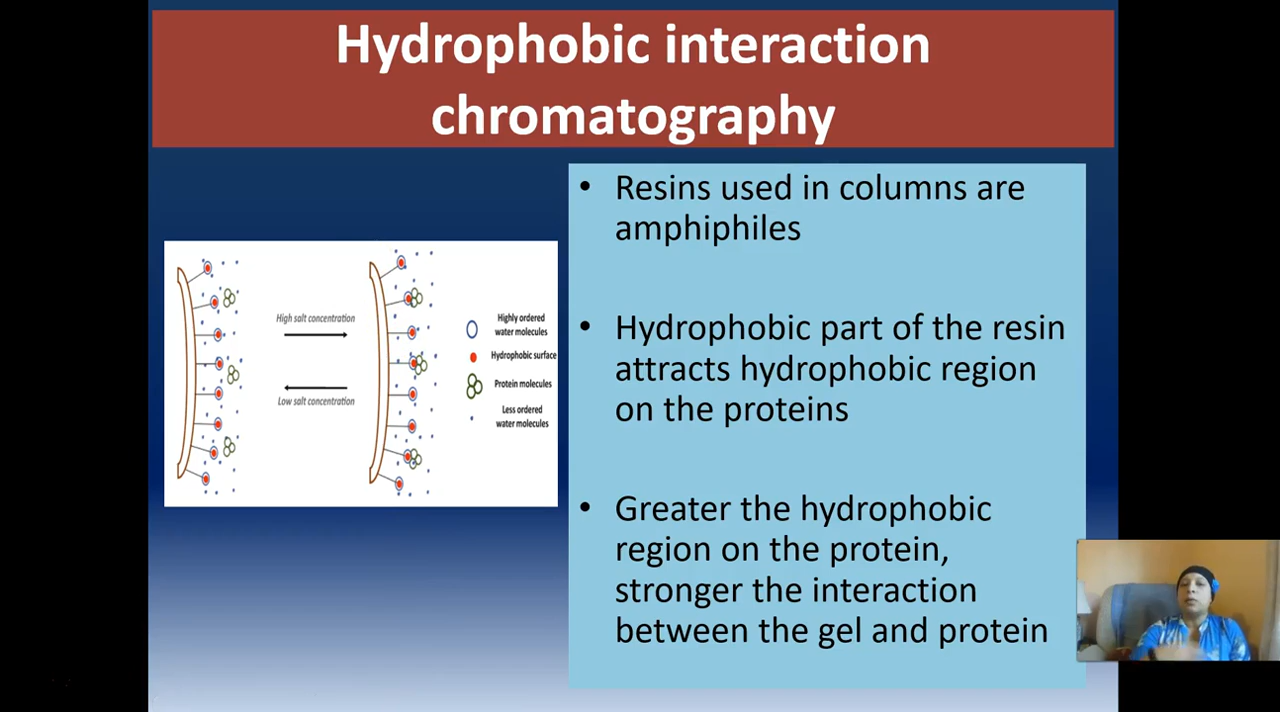 Hydrophobic interaction
chromatography
• Resins used in columns are
amphiphiles
• Hydrophobic part of the resin
attracts hydrophobic region
on the proteins
• Greater the hydrophobic
region on the protein,
stronger the interaction
between the gel and protein
High salt concentration
Low salt concentration
Highly ordered
water molecules
Hydrophobic surface
Protein molecules
Less ordered
water molecules